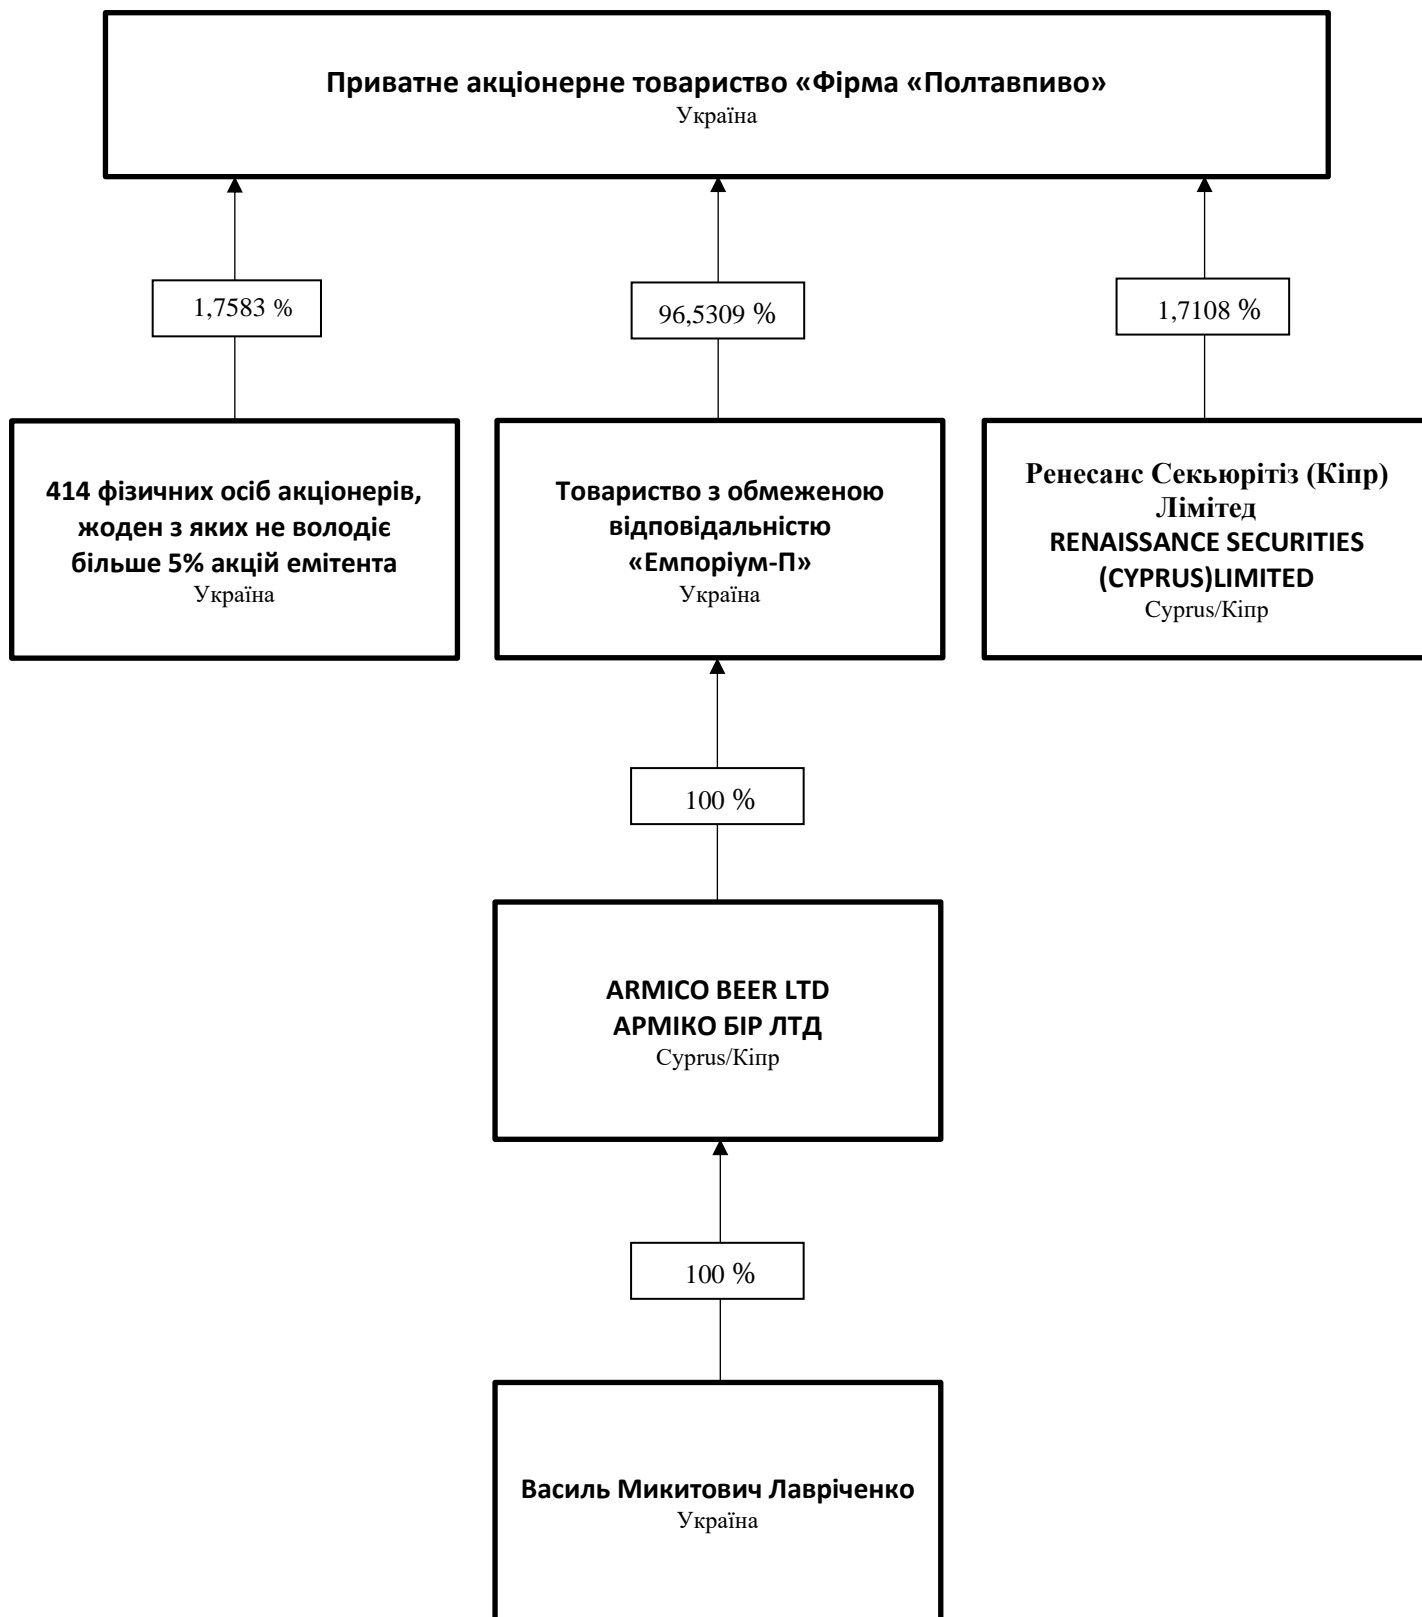 Приватне акціонерне товариство «Фірма «Полтавпиво»
Україна
1,7583 %
96,5309 %
1,7108 %
414 фізичних осіб акціонерів,
жоден з яких не володіє
більше 5% акцій емітента
Україна
Товариство з обмеженою
відповідальністю
«Емпоріум-П»
Україна
Ренесанс Секьюрітіз (Кіпр)
Лімітед
RENAISSANCE SECURITIES
(CYPRUS)LIMITED
Cyprus/Кіпр
100 %
ARMICO BEER LTD
АРМІКО БІР ЛТД
Cyprus/Кіпр
100 %
Василь Микитович Лавріченко
Україна